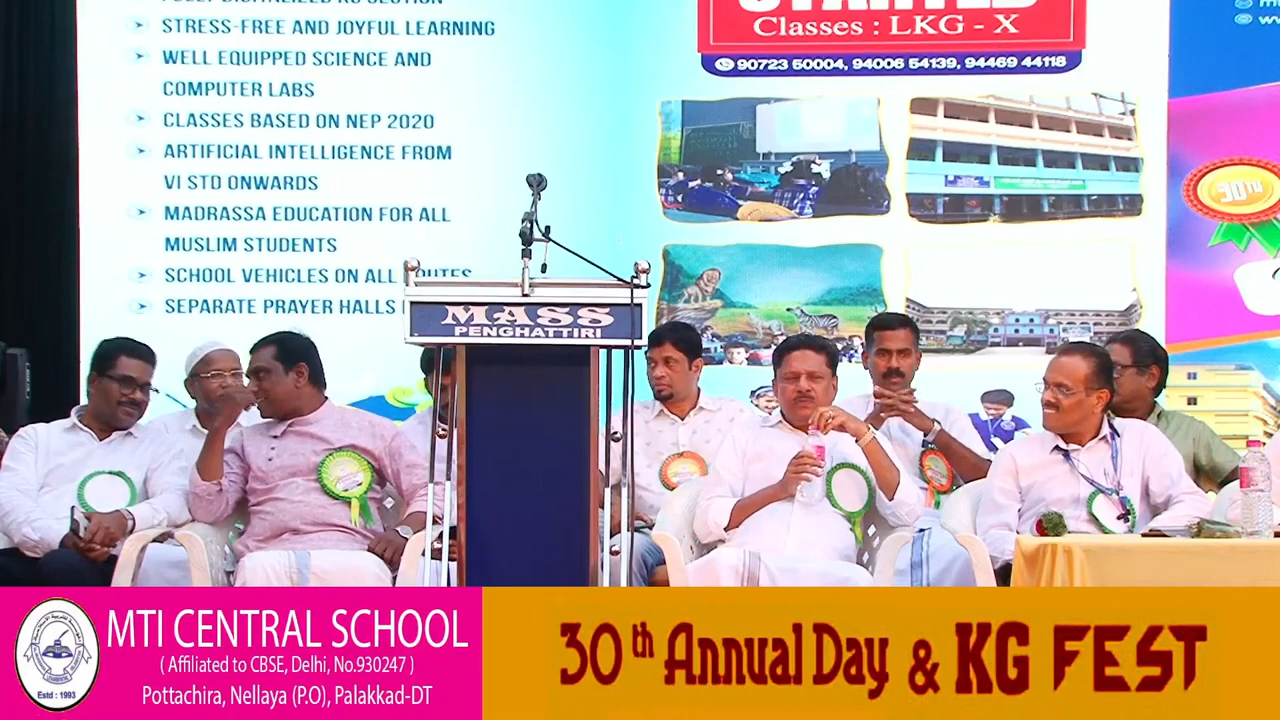 STRESS-FREE AND JOYFUL LEARNING
WELL EQUIPPED SCIENCE AND
COMPUTER LABS
CLASSES BASED ON NEP 2020
ARTIFICIAL INTELLIGENCE FROM
VI STD ONWARDS
MADRASSA EDUCATION FOR ALL
MUSLIM STUDENTS
SCHOOL VEHICLES ON ALL
SEPARATE PRAYER HALLS
STARTED
Classes : LKG - X
90723 50004, 94006 54139, 94469 44118
30TH
MASS
PENGHATTIRI
MTI CENTRAL SCHOOL
( Affiliated to CBSE, Delhi, No.930247 )
Pottachira, Nellaya (P.O), Palakkad-DT
Estd : 1993
30th Annual Day & KG FEST